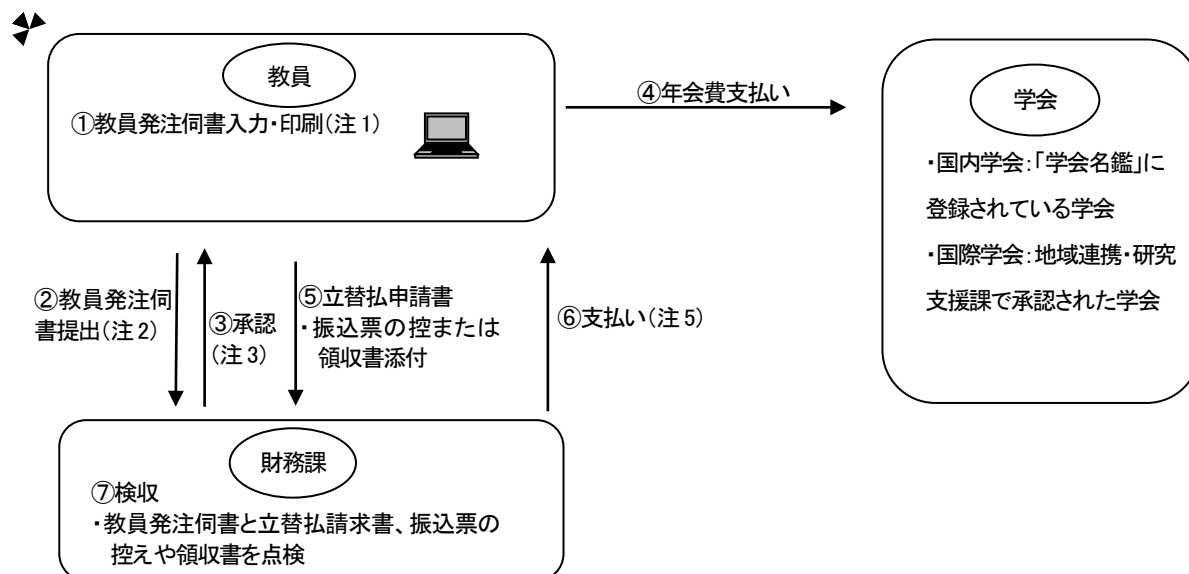 教員
①教員発注伺書入力・印刷(注1)
④年会費支払い
学会
・国内学会:「学会名鑑」に
登録されている学会
・国際学会:地域連携・研究
支援課で承認された学会
②教員発注伺
書提出(注2)
③承認
(注3)
⑤立替払申請書
・振込票の控または
領収書添付
⑥支払い(注5)
財務課
⑦検収
・教員発注伺書と立替払請求書、振込票の
控えや領収書を点検